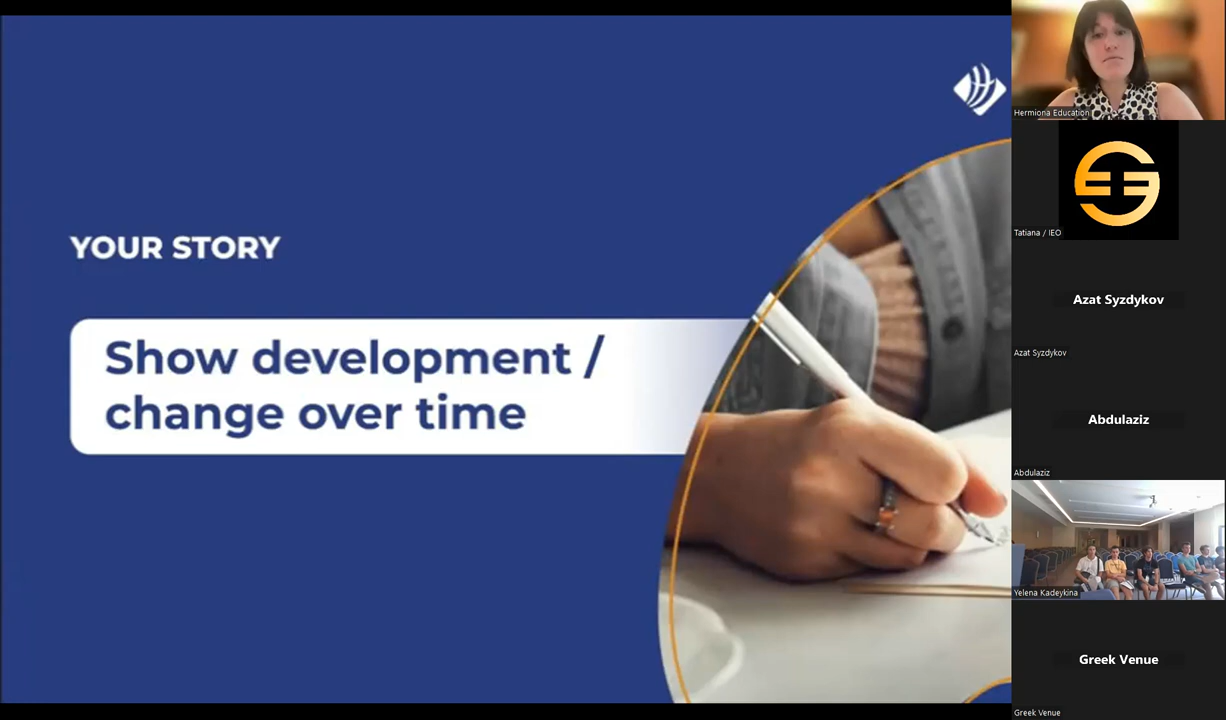 YOUR STORY
Show development /
change over time
Hermiona Education
Tatiana / IEO
Azat Syzdykov
Azat Syzdykov
Abdulaziz
Abdulaziz
Yelena Kadeykina
Greek Venue
Greek Venue